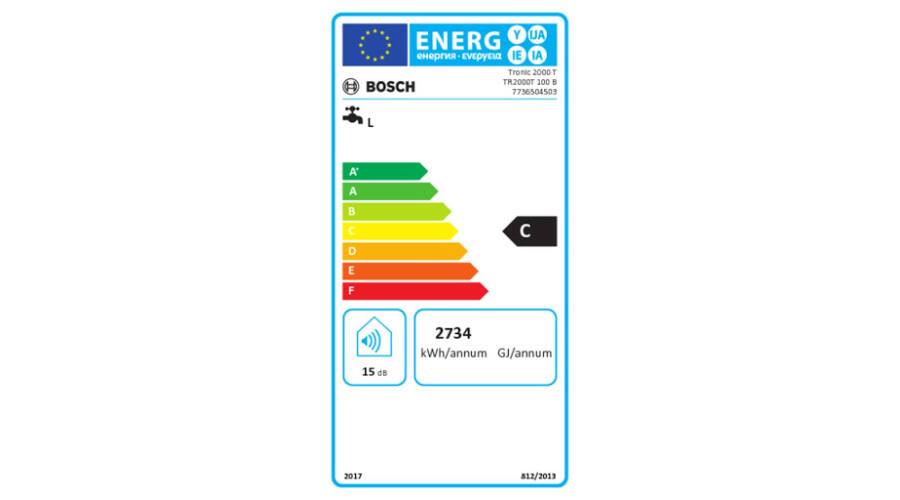 ENERG Y UA
енергия · ενεργεια IE IA
Tronic 2000 T
TR2000T 100 B
7736504503
BOSCH
L
A⁺
A
B
C
C
D
E
F
2734
kWh/annum GJ/annum
15 dB
2017 812/2013